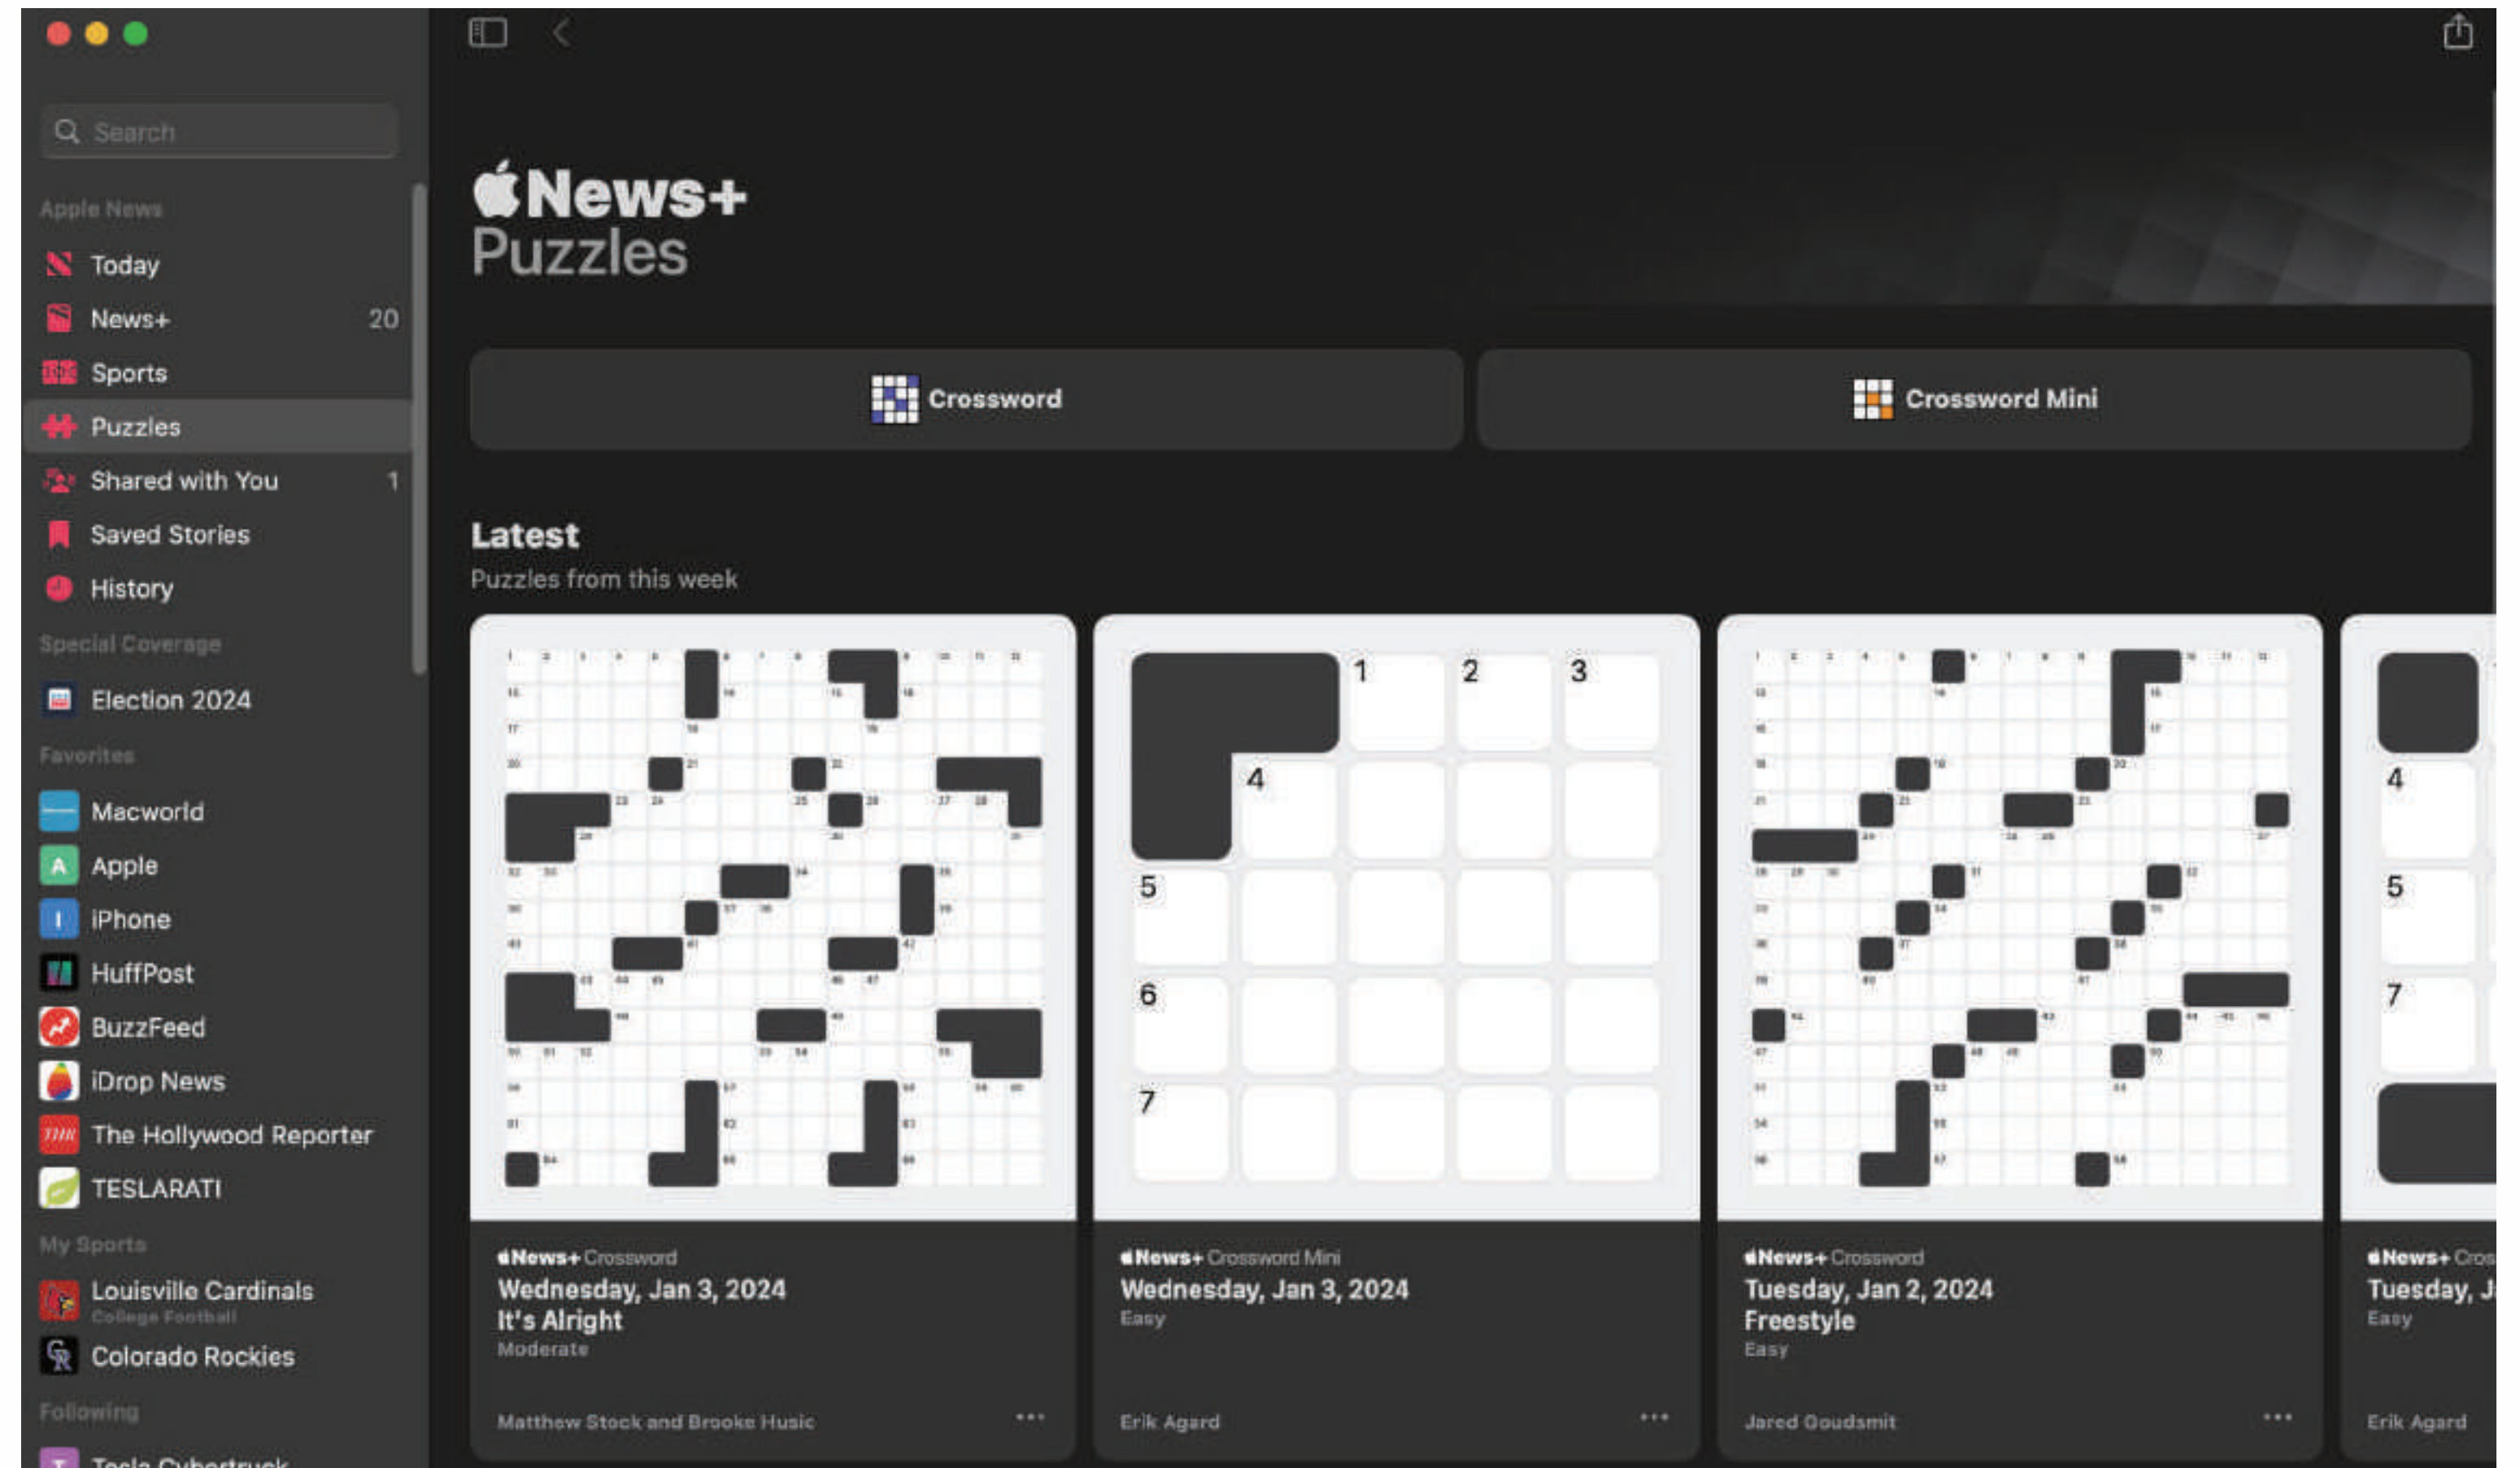 Search
Apple News
Today
News+ 20
Sports
Puzzles
Shared with You 1
Saved Stories
History
Special Coverage
Election 2024
Favorites
Macworld
Apple
iPhone
HuffPost
BuzzFeed
iDrop News
The Hollywood Reporter
TESLARATI
My Sports
Louisville Cardinals
College Football
Colorado Rockies
Following
Tesla Cybertruck
News+
Puzzles
Crossword
Crossword Mini
Latest
Puzzles from this week
News+ Crossword
Wednesday, Jan 3, 2024
It's Alright
Moderate
Matthew Stock and Brooke Husic
1 2 3
4
5
6
7
News+ Crossword Mini
Wednesday, Jan 3, 2024
Easy
Erik Agard
News+ Crossword
Tuesday, Jan 2, 2024
Freestyle
Easy
Jared Goudsmit
4
5
7
News+ Cros
Tuesday, J
Easy
Erik Agard